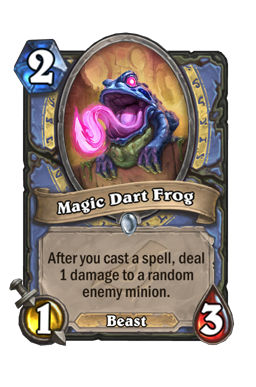 2
Magic Dart Frog
After you cast a spell, deal
1 damage to a random
enemy minion.
1
Beast
3